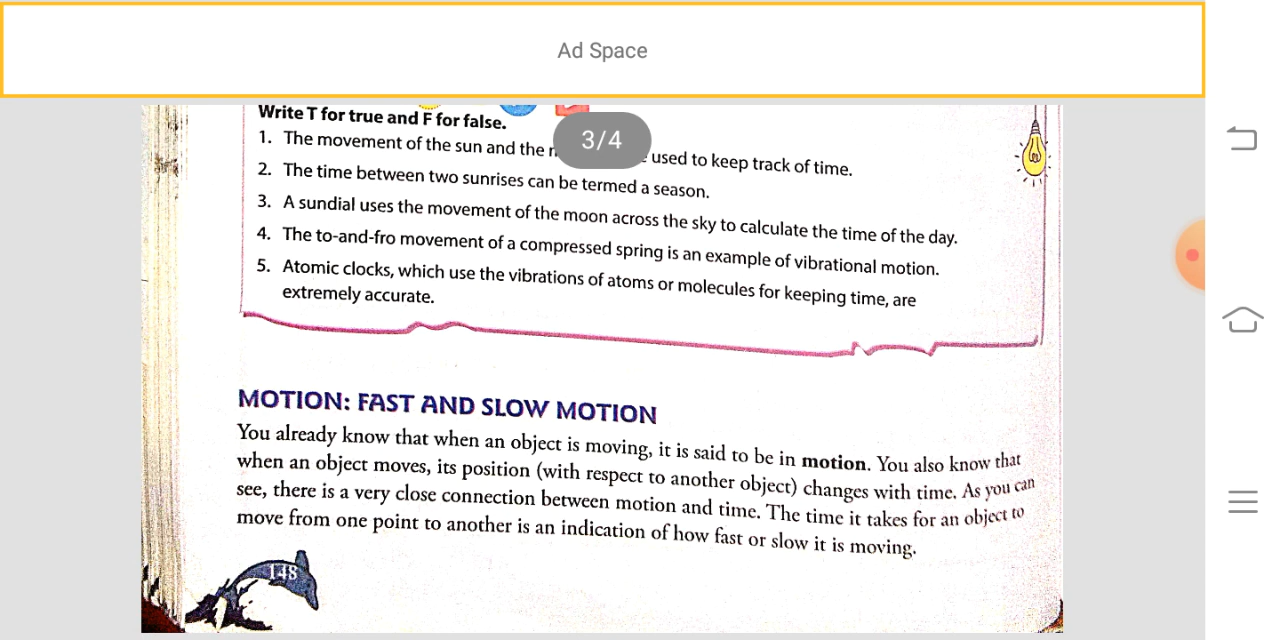 Ad Space
Write T for true and F for false.
3/4
1. The movement of the sun and the used to keep track of time.
2. The time between two sunrises can be termed a season.
3. A sundial uses the movement of the moon across the sky to calculate the time of the day.
4. The to-and-fro movement of a compressed spring is an example of vibrational motion.
5. Atomic clocks, which use the vibrations of atoms or molecules for keeping time, are
extremely accurate.
MOTION: FAST AND SLOW MOTION
You already know that when an object is moving, it is said to be in motion. You also know that
when an object moves, its position (with respect to another object) changes with time. As you can
see, there is a very close connection between motion and time. The time it takes for an object to
move from one point to another is an indication of how fast or slow it is moving.
148